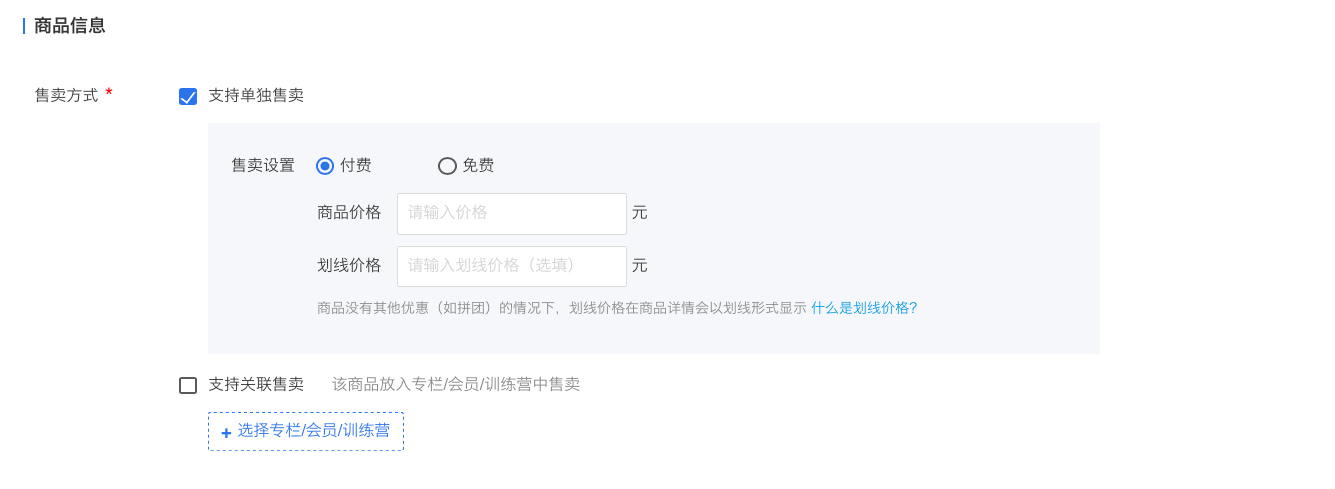 商品信息
售卖方式 * 支持单独售卖
售卖设置 付费 免费
商品价格 请输入价格 元
划线价格 请输入划线价格（选填） 元
商品没有其他优惠（如拼团）的情况下，划线价格在商品详情会以划线形式显示 什么是划线价格?
支持关联售卖 该商品放入专栏/会员/训练营中售卖
+ 选择专栏/会员/训练营